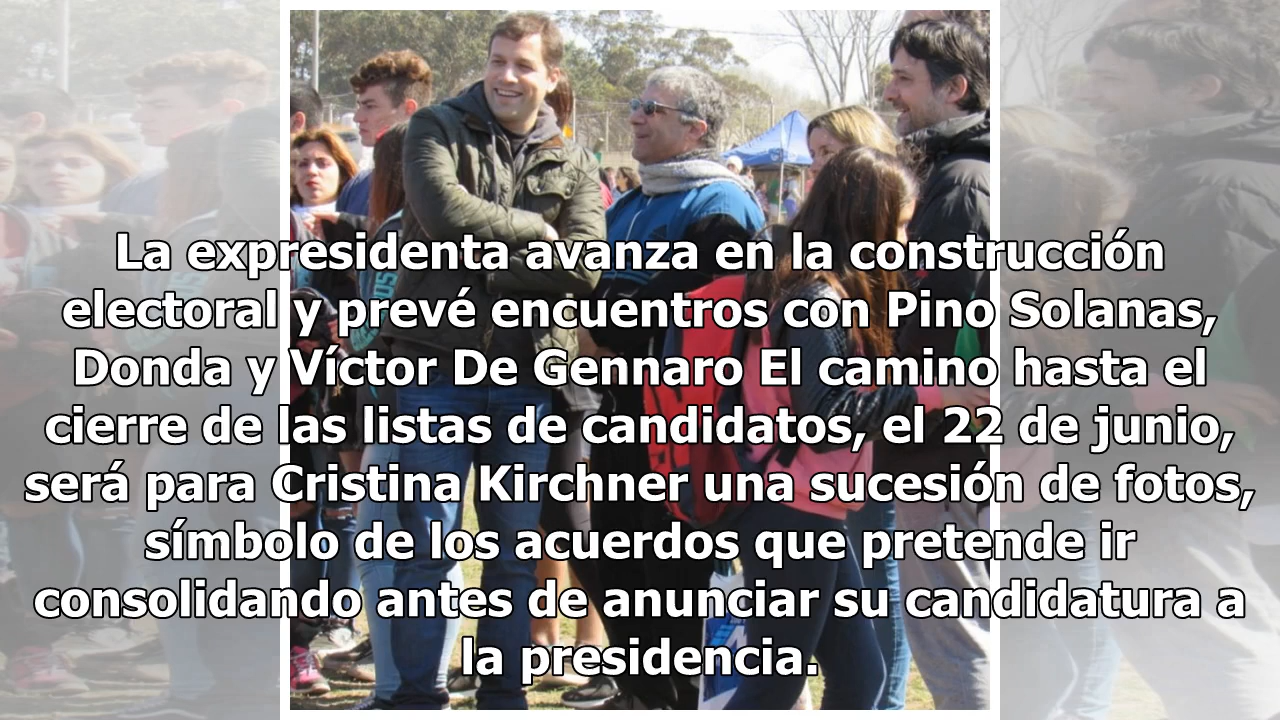 La expresidenta avanza en la construcción
electoral y prevé encuentros con Pino Solanas,
Donda y Víctor De Gennaro El camino hasta el
cierre de las listas de candidatos, el 22 de junio,
será para Cristina Kirchner una sucesión de fotos,
símbolo de los acuerdos que pretende ir
consolidando antes de anunciar su candidatura a
la presidencia.